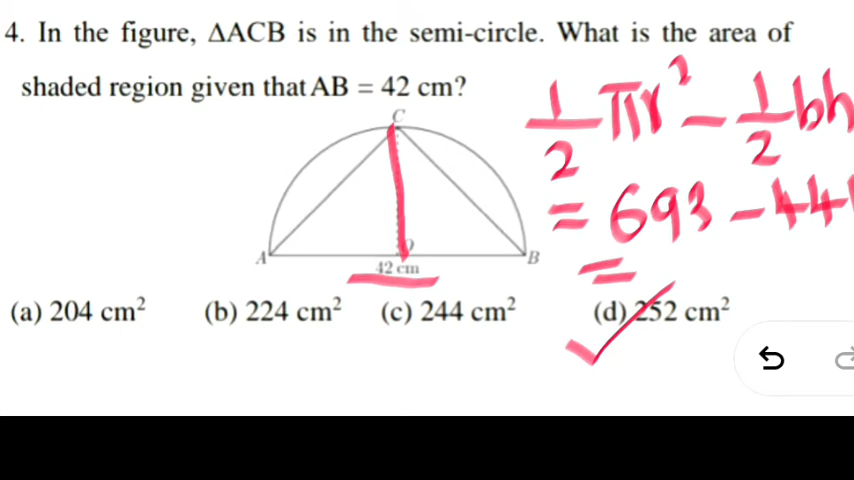 4. In the figure, ΔACB is in the semi-circle. What is the area of
shaded region given that AB = 42 cm?
1/2 πr² - 1/2 bh
= 693 - 44
=
C
A
B
42 cm
(a) 204 cm² (b) 224 cm² (c) 244 cm² (d) 252 cm²